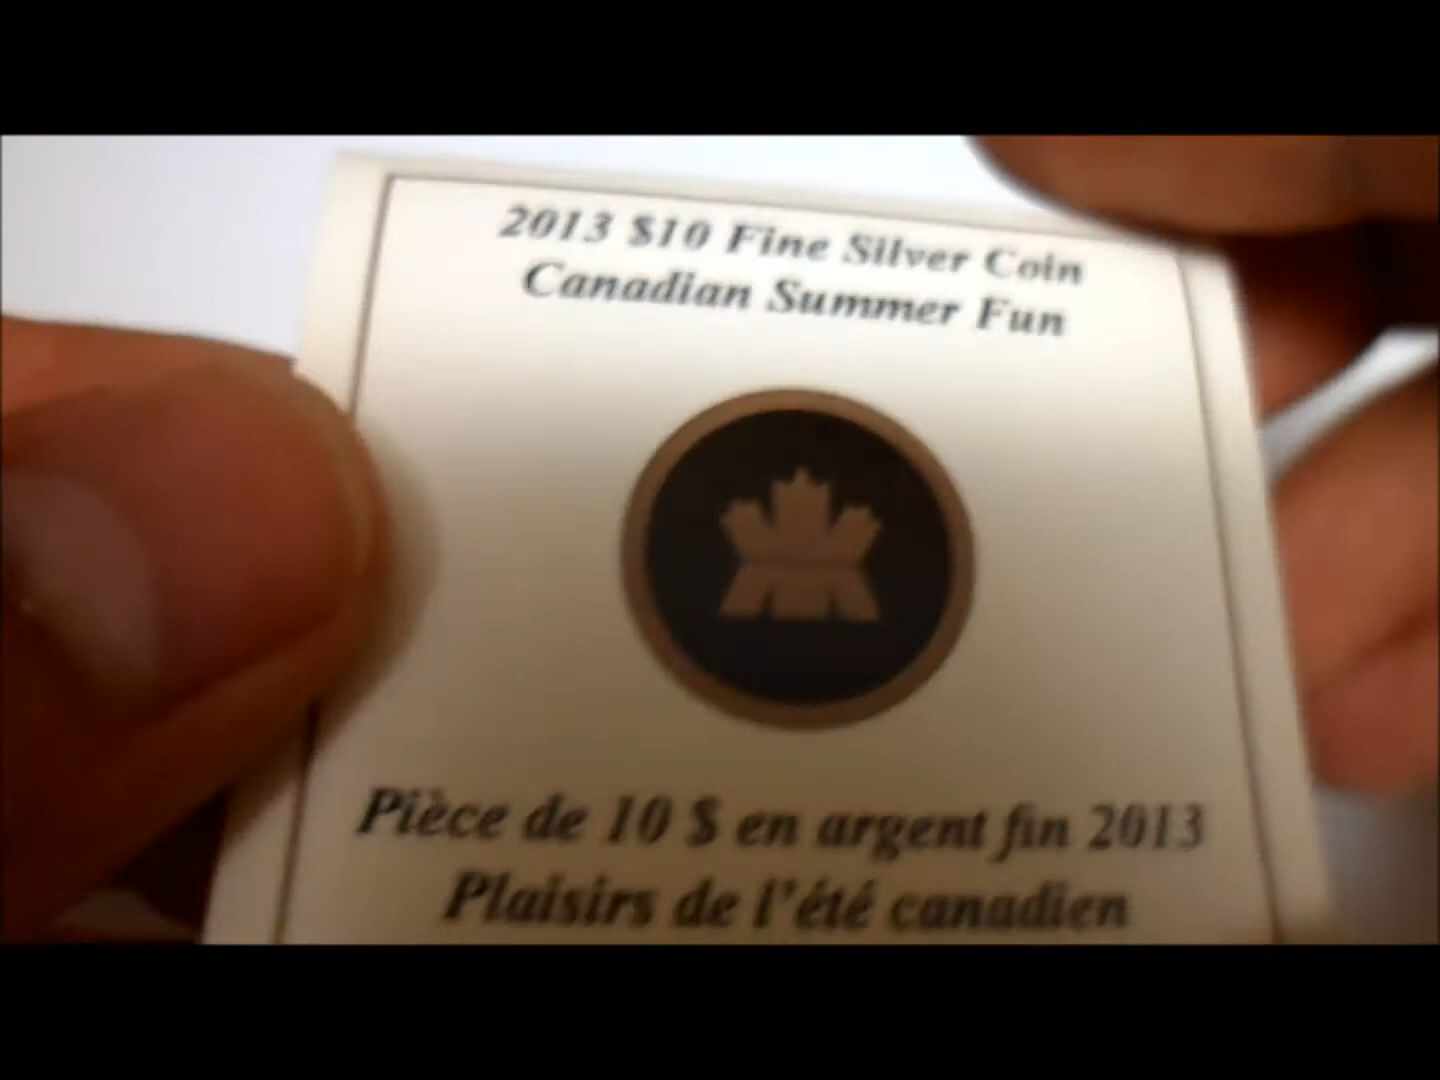 2013 $10 Fine Silver Coin
Canadian Summer Fun
Pièce de 10 $ en argent fin 2013
Plaisirs de l'été canadien